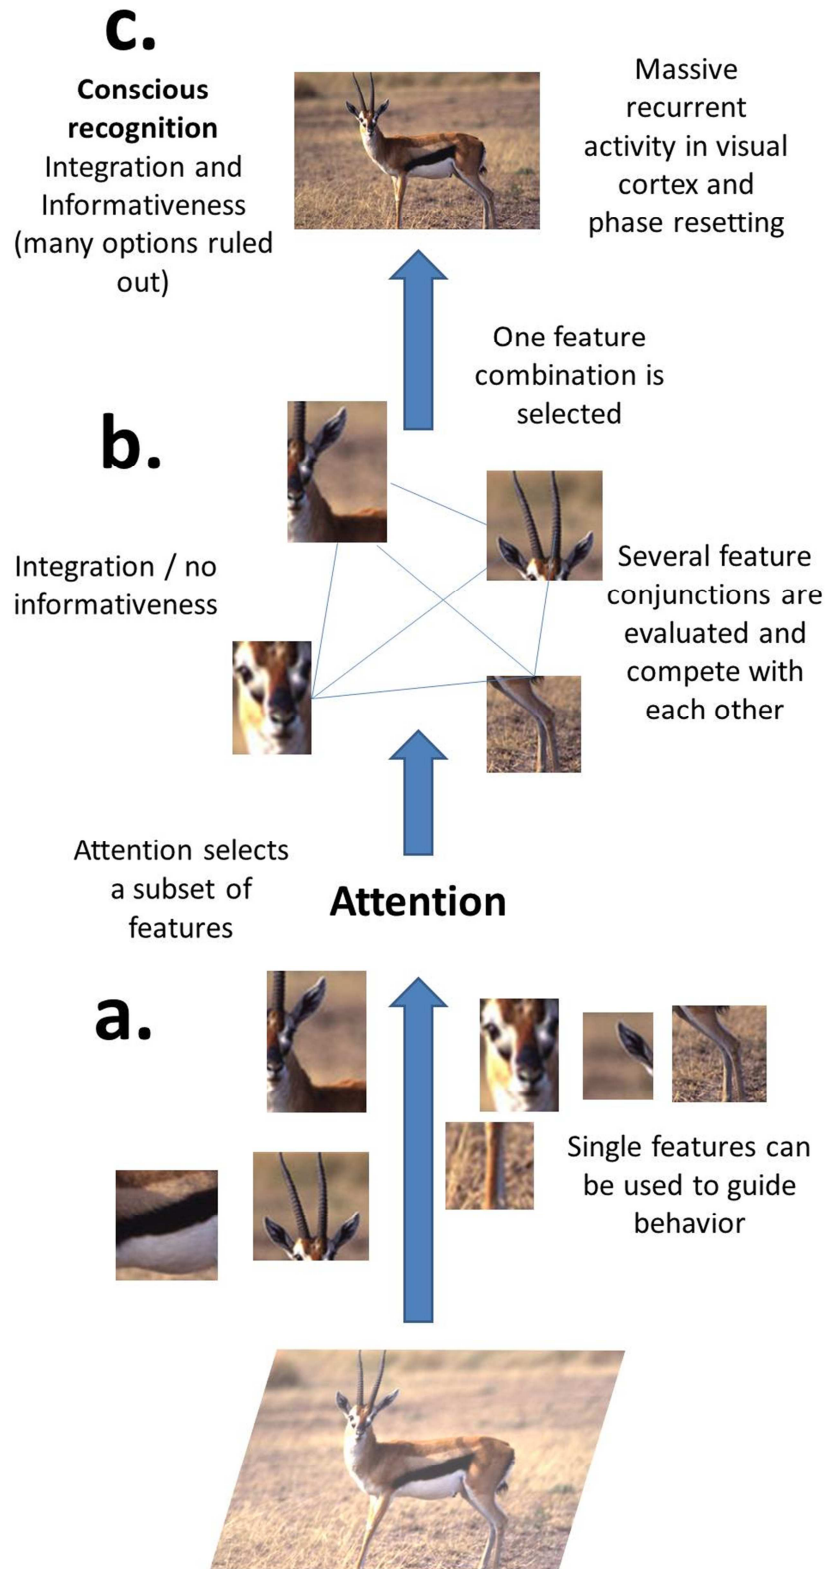 c.
Conscious
recognition
Integration and
Informativeness
(many options ruled
out)
Massive
recurrent
activity in visual
cortex and
phase resetting
One feature
combination is
selected
b.
Integration / no
informativeness
Several feature
conjunctions are
evaluated and
compete with
each other
Attention selects
a subset of
features
Attention
a.
Single features can
be used to guide
behavior